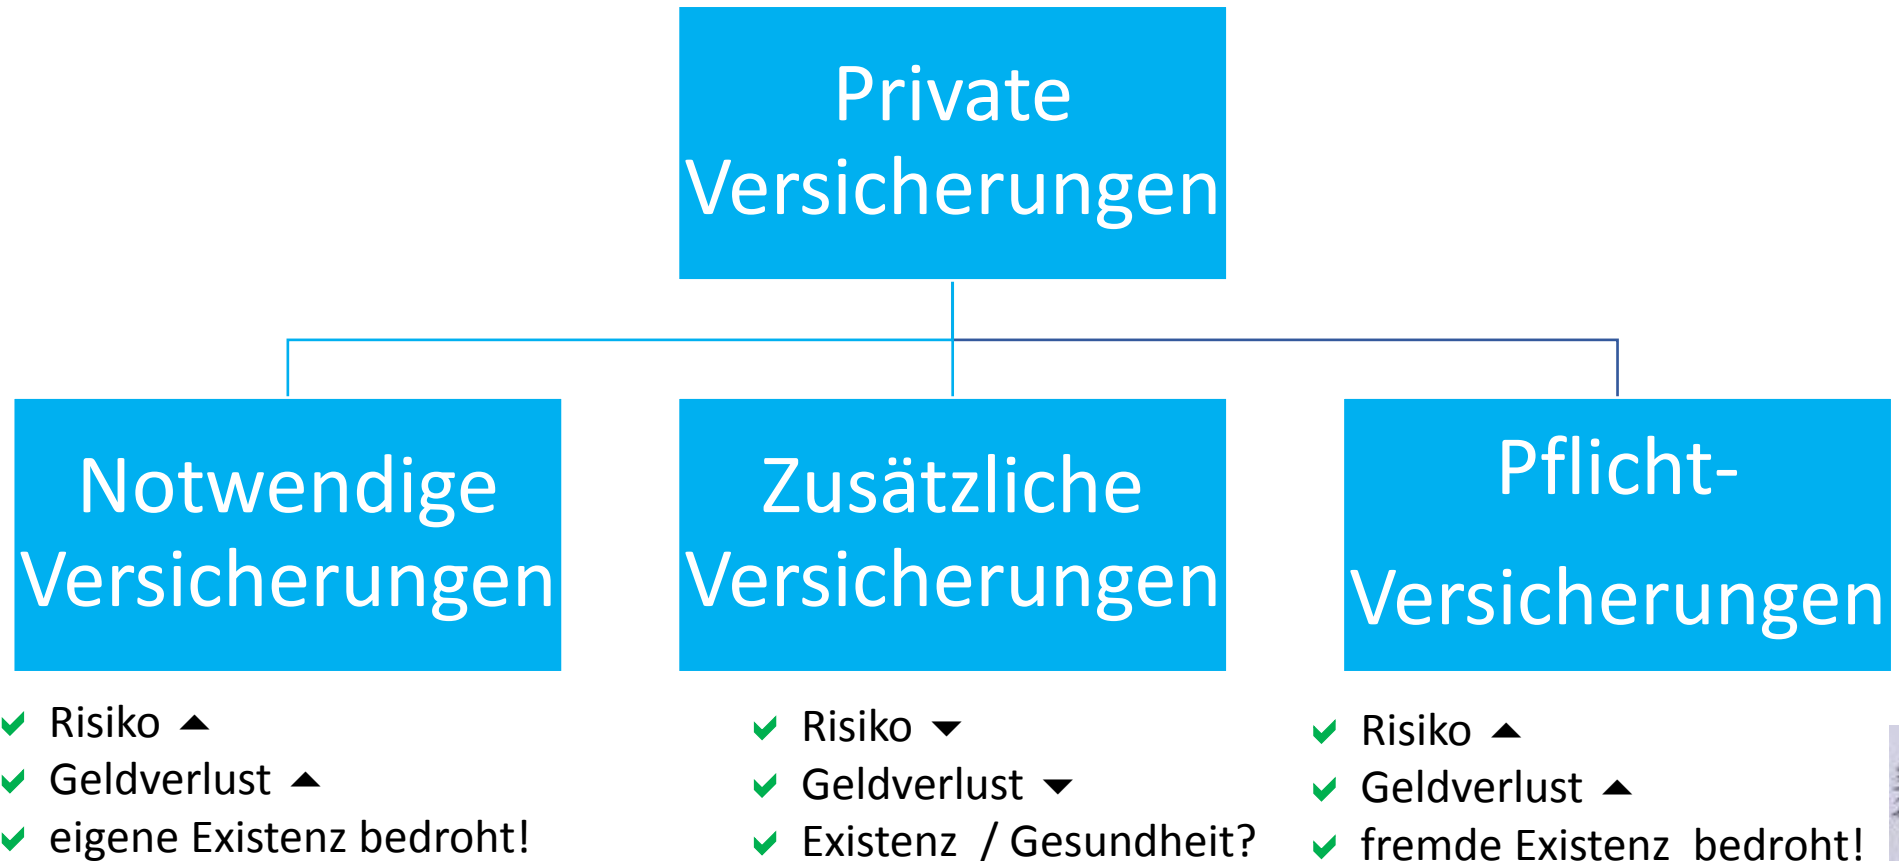 Private
Versicherungen
Notwendige
Versicherungen
Zusätzliche
Versicherungen
Pflicht-
Versicherungen
Risiko ▲
Geldverlust ▲
eigene Existenz bedroht!
Risiko ▼
Geldverlust ▼
Existenz / Gesundheit?
Risiko ▲
Geldverlust ▲
fremde Existenz bedroht!